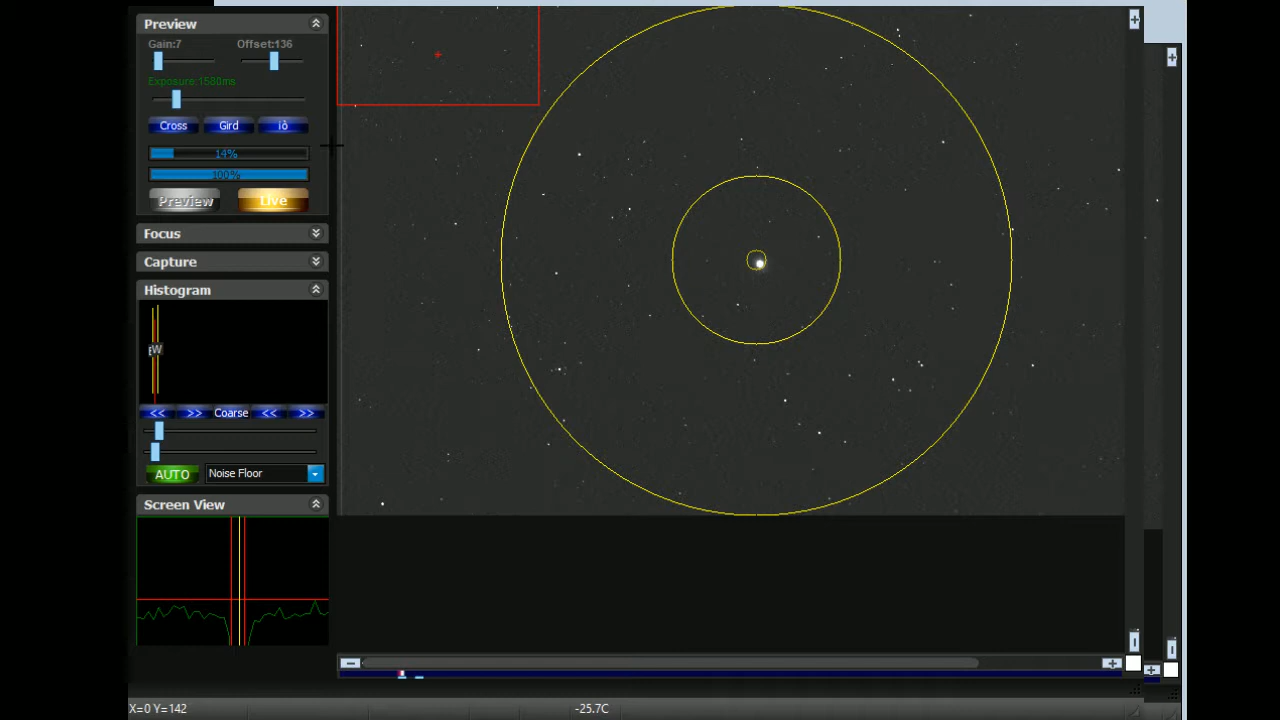 Preview
Gain:7 Offset:136
Exposure:1580ms
Cross Gird iò
14%
100%
Preview Live
Focus
Capture
Histogram
<< >> Coarse << >>
AUTO Noise Floor
Screen View
X=0 Y=142 -25.7C